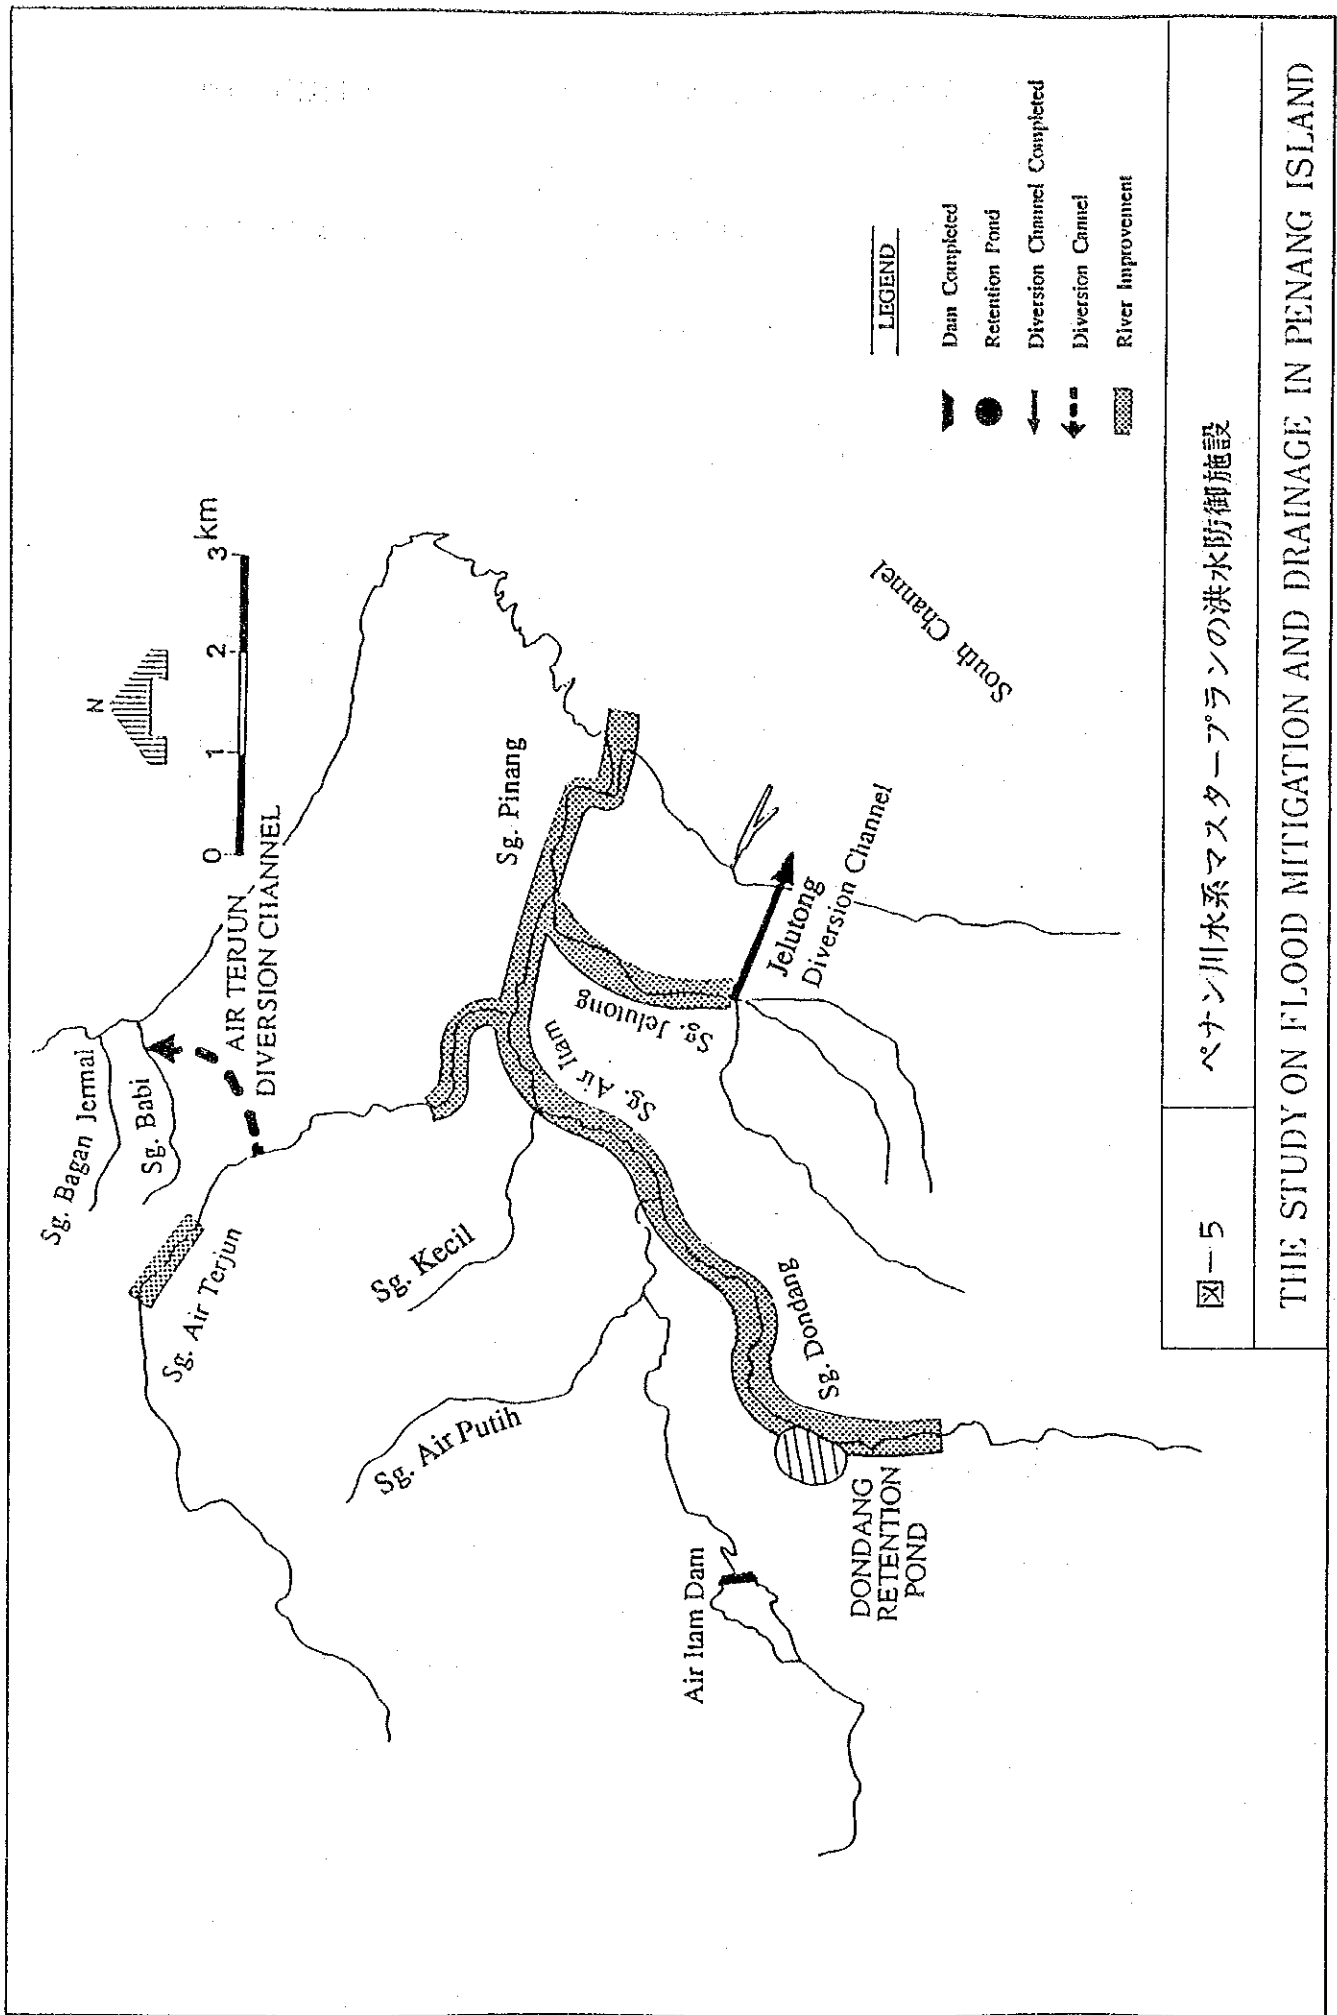 N
0 1 2 3 km
Sg. Bagan Jermal
Sg. Babi
AIR TERJUN
DIVERSION CHANNEL
Sg. Air Terjun
Sg. Pinang
Sg. Kecil
Sg. Air Itam
Sg. Jelutong
Sg. Air Putih
Jelutong
Diversion Channel
South Channel
Sg. Dondang
Air Itam Dam
DONDANG
RETENTION
POND
LEGEND
Dam Completed
Retention Pond
Diversion Channel Completed
Diversion Cannel
River Improvement
図-5
ペナン川水系マスタープランの洪水防御施設
THE STUDY ON FLOOD MITIGATION AND DRAINAGE IN PENANG ISLAND